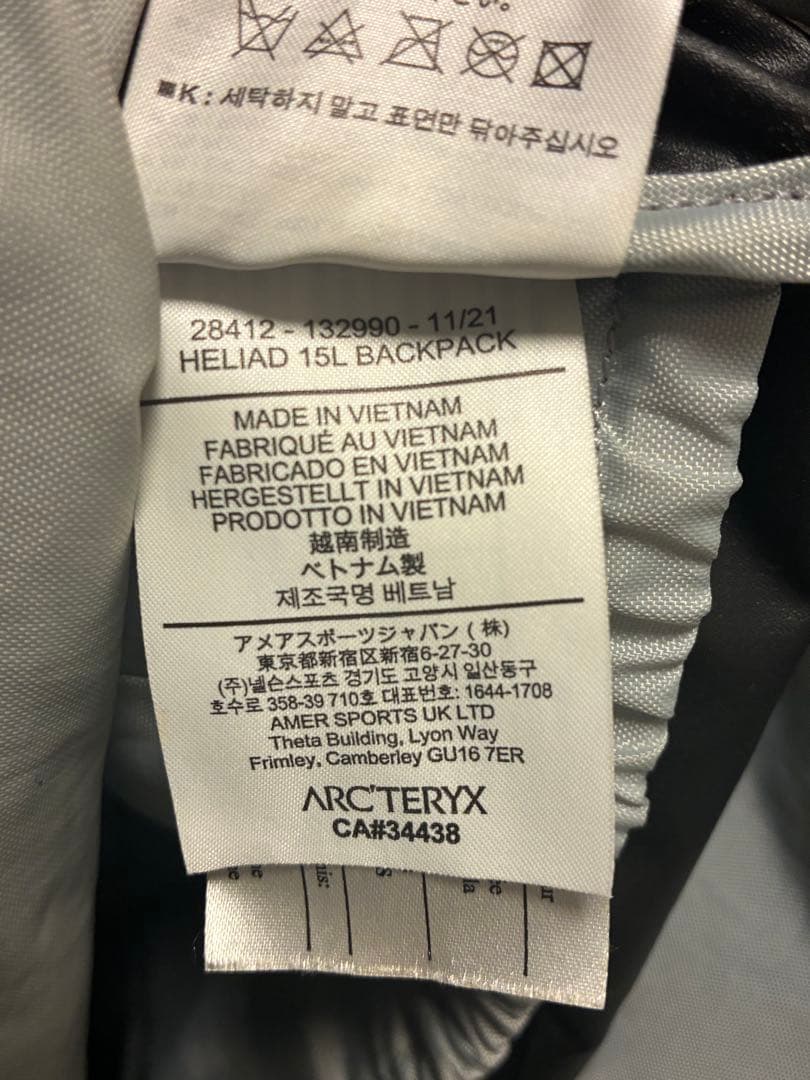 さい。
■K : 세탁하지 말고 표면만 닦아주십시오
28412 - 132990 - 11/21
HELIAD 15L BACKPACK
MADE IN VIETNAM
FABRIQUÉ AU VIETNAM
FABRICADO EN VIETNAM
HERGESTELLT IN VIETNAM
PRODOTTO IN VIETNAM
越南制造
ベトナム製
제조국명 베트남
アメアスポーツジャパン ( 株)
東京都新宿区新宿6-27-30
(주)넬슨스포츠 경기도 고양시 일산동구
호수로 358-39 710호 대표번호: 1644-1708
AMER SPORTS UK LTD
Theta Building, Lyon Way
Frimley, Camberley GU16 7ER
ARC'TERYX
CA#34438